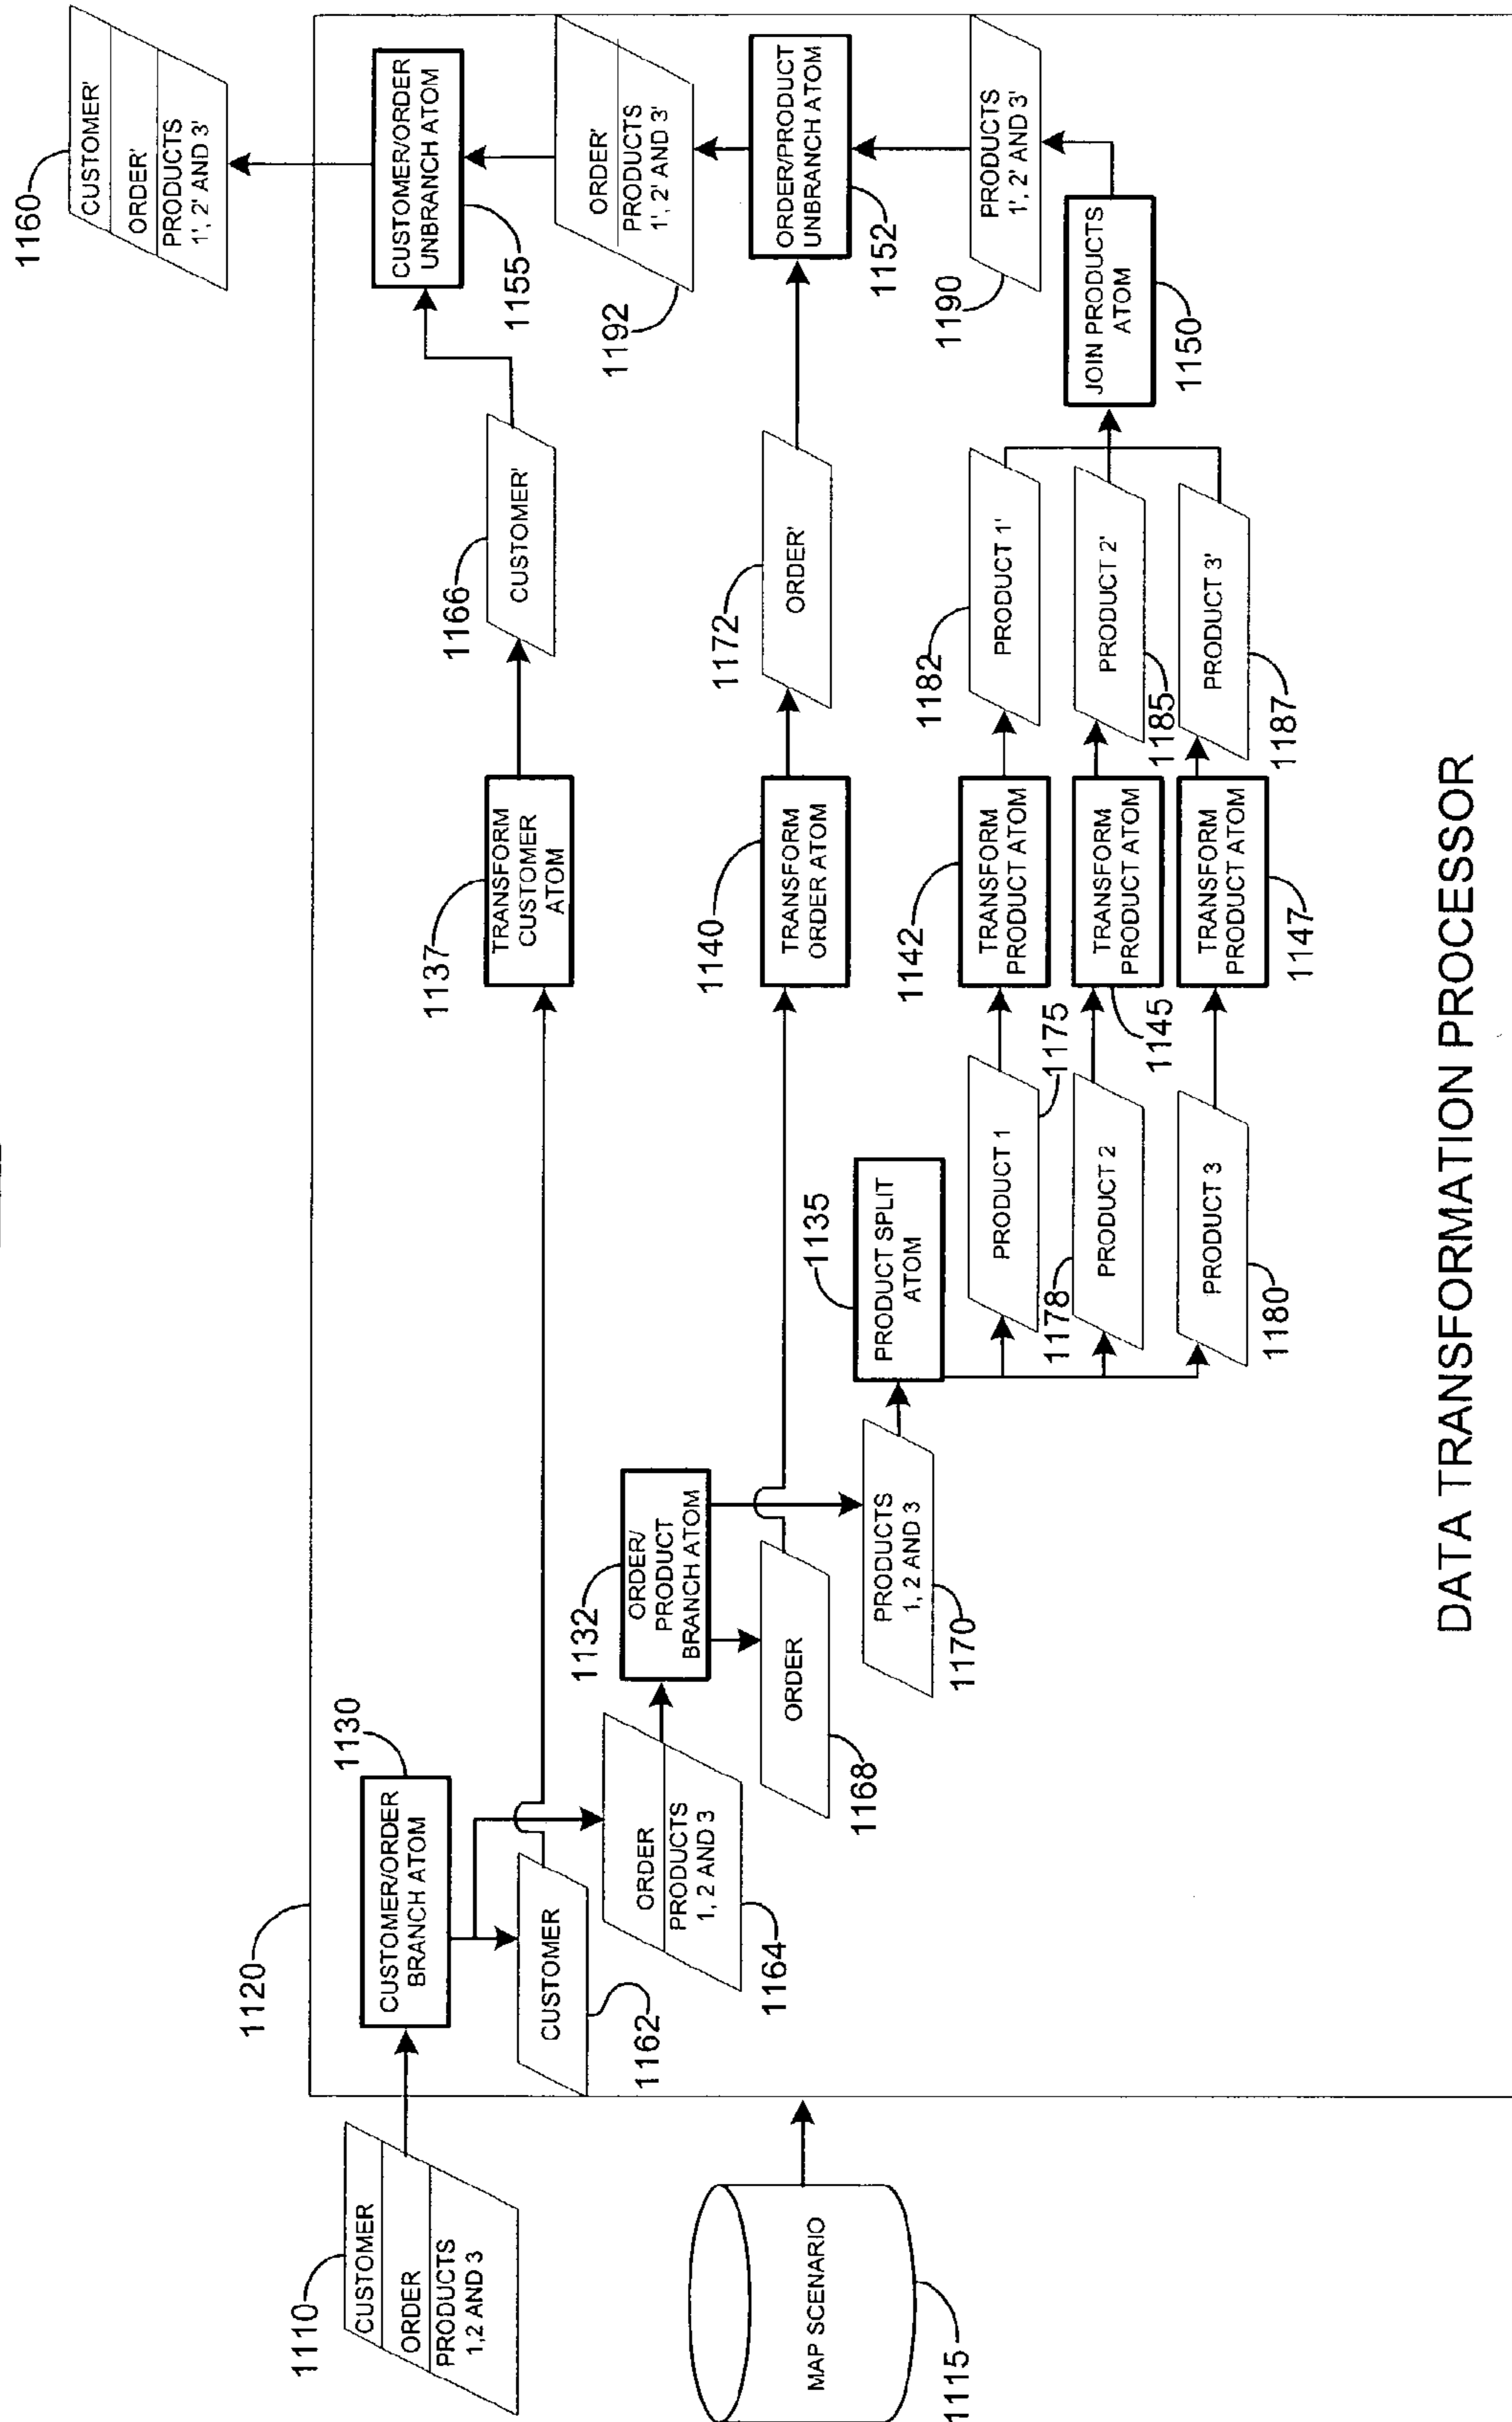 1110
CUSTOMER
ORDER
PRODUCTS
1,2 AND 3
1115
MAP SCENARIO
1120
1130
CUSTOMER/ORDER
BRANCH ATOM
CUSTOMER
1162
ORDER
PRODUCTS
1, 2 AND 3
1164
1132
ORDER/
PRODUCT
BRANCH ATOM
ORDER
1168
PRODUCTS
1, 2 AND 3
1170
1135
PRODUCT SPLIT
ATOM
PRODUCT 1
1175
1178
PRODUCT 2
PRODUCT 3
1180
1137
TRANSFORM
CUSTOMER
ATOM
1140
TRANSFORM
ORDER ATOM
1142
TRANSFORM
PRODUCT ATOM
TRANSFORM
PRODUCT ATOM
1145
TRANSFORM
PRODUCT ATOM
1147
1166
CUSTOMER'
1172
ORDER'
1182
PRODUCT 1'
PRODUCT 2'
1185
PRODUCT 3'
1187
JOIN PRODUCTS
ATOM
1150
PRODUCTS
1', 2' AND 3'
1190
ORDER/PRODUCT
UNBRANCH ATOM
1152
ORDER'
PRODUCTS
1', 2' AND 3'
1192
CUSTOMER/ORDER
UNBRANCH ATOM
1155
1160
CUSTOMER'
ORDER'
PRODUCTS
1', 2' AND 3'
DATA TRANSFORMATION PROCESSOR